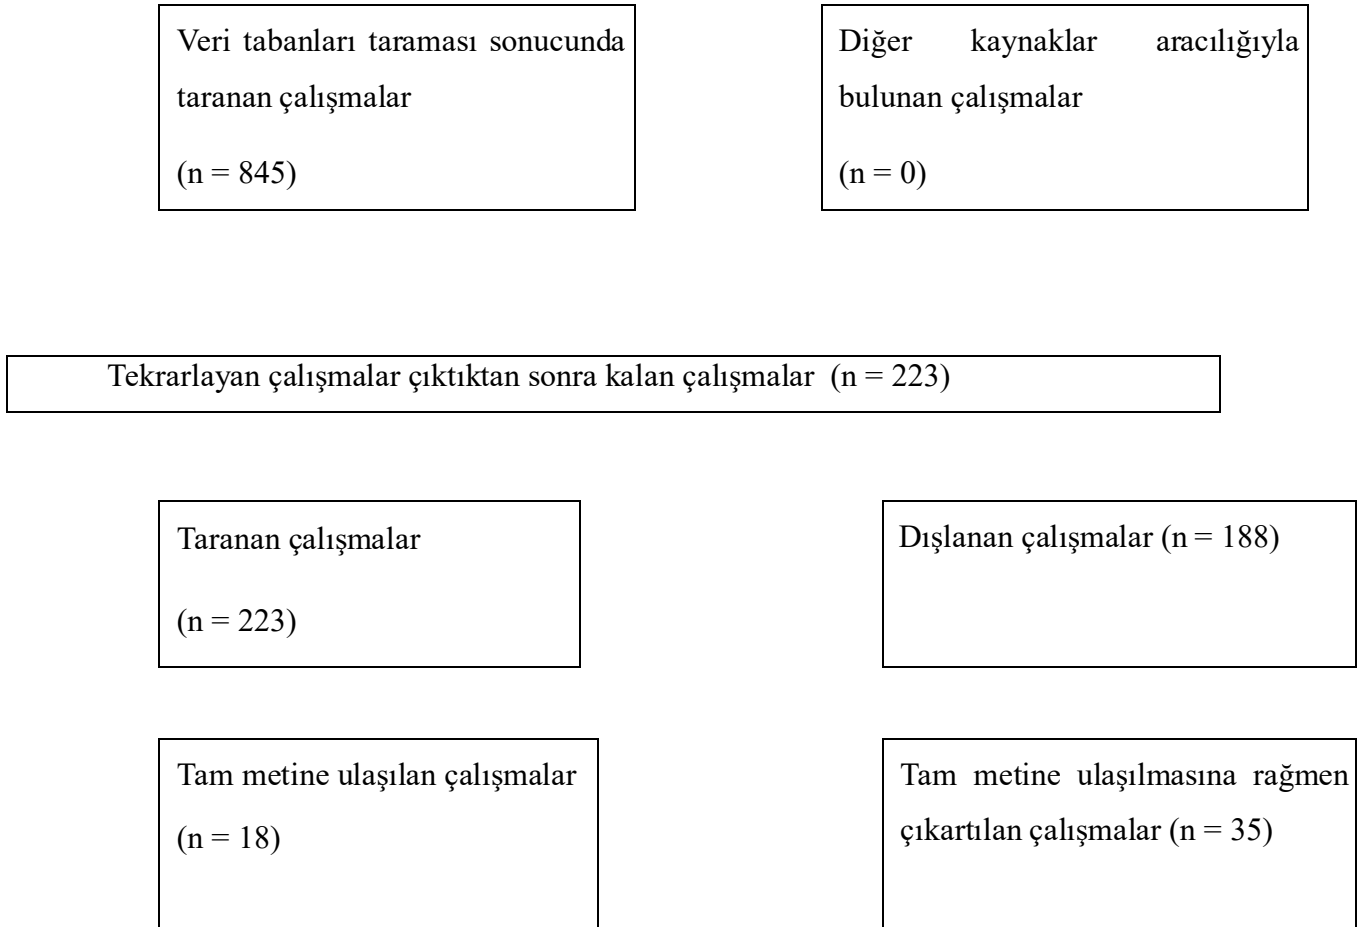 Veri tabanları taraması sonucunda
taranan çalışmalar
(n = 845)
Diğer kaynaklar aracılığıyla
bulunan çalışmalar
(n = 0)
Tekrarlayan çalışmalar çıktıktan sonra kalan çalışmalar (n = 223)
Taranan çalışmalar
(n = 223)
Dışlanan çalışmalar (n = 188)
Tam metine ulaşılan çalışmalar
(n = 18)
Tam metine ulaşılmasına rağmen
çıkartılan çalışmalar (n = 35)